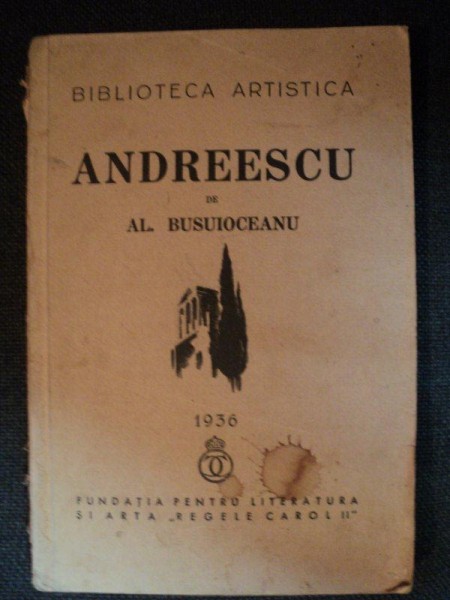 BIBLIOTECA ARTISTICA
ANDREESCU
DE
AL. BUSUIOCEANU
1936
FUNDAȚIA PENTRU LITERATURA
ȘI ARTA „REGELE CAROL II"